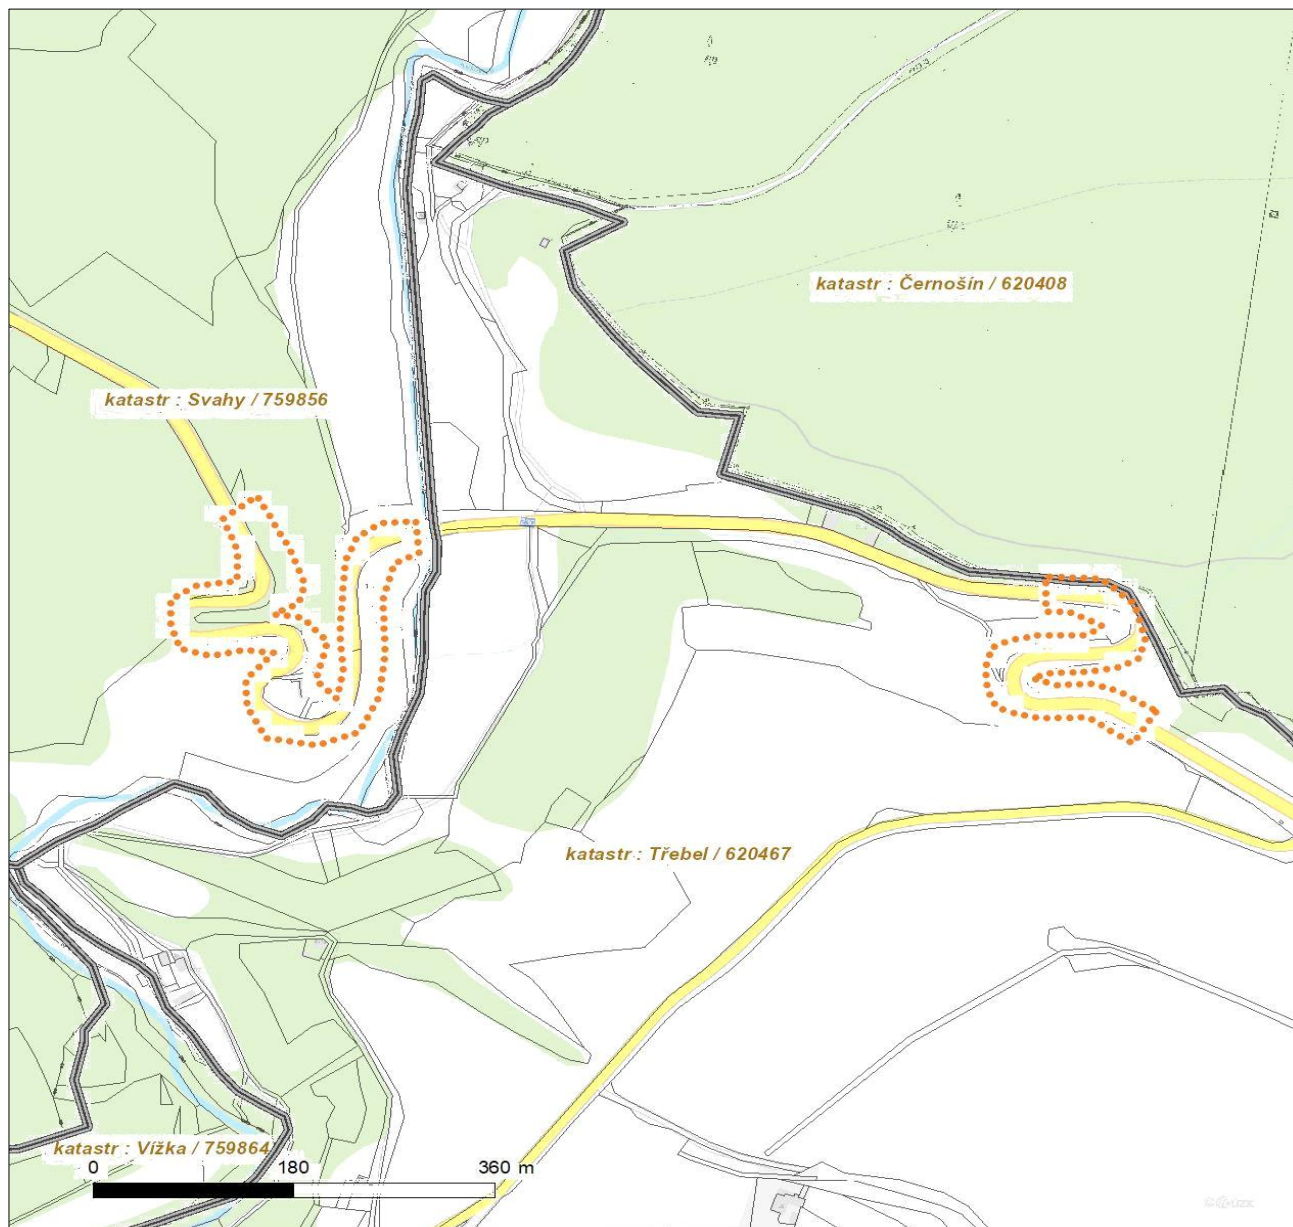 katastr : Černošín / 620408
katastr : Svahy / 759856
katastr : Třebel / 620467
katastr : Vížka / 759864
0 180 360 m